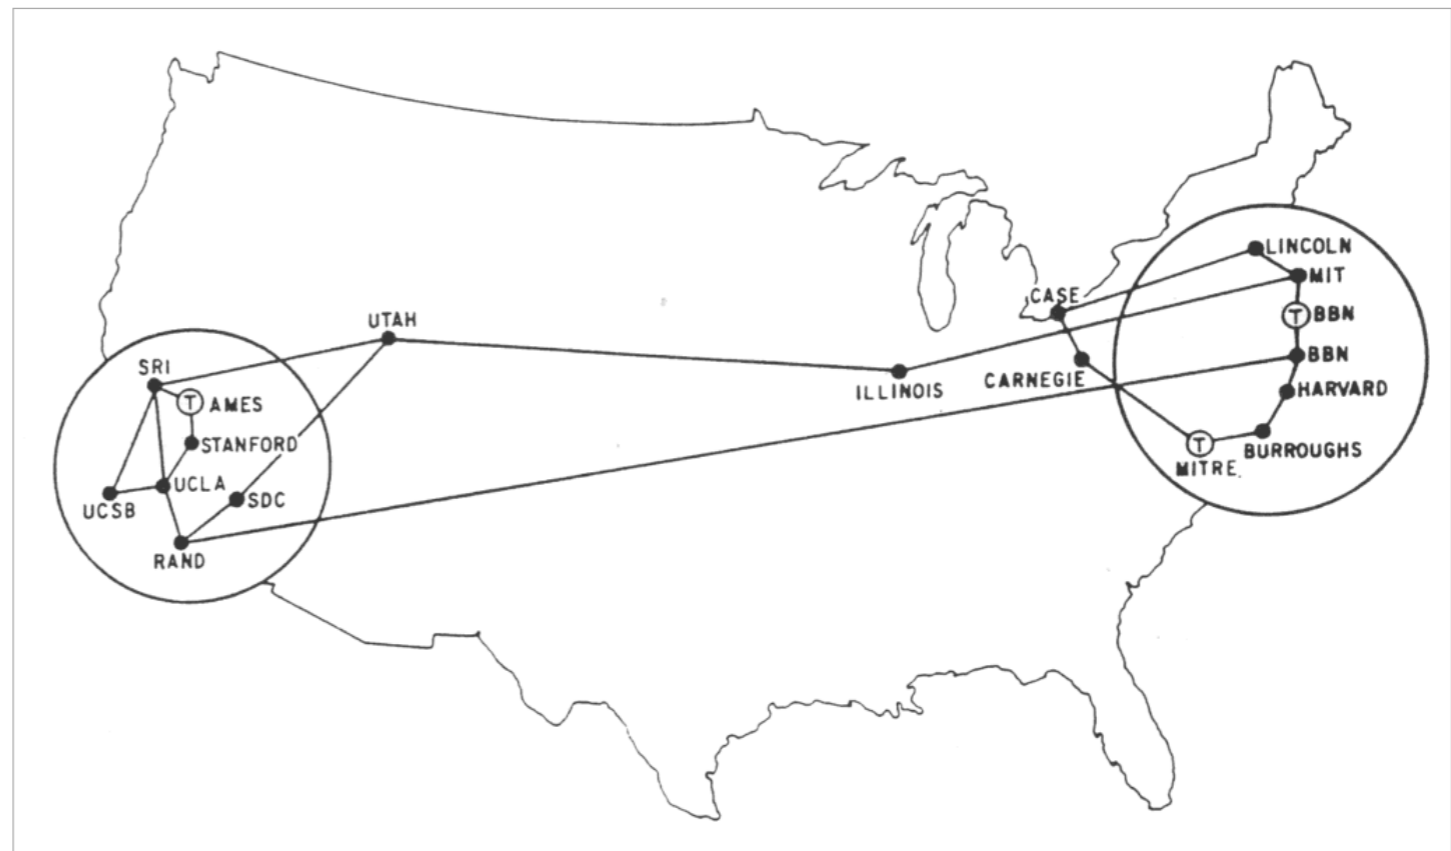 LINCOLN
MIT
CASE
T BBN
UTAH
BBN
SRI
CARNEGIE
ILLINOIS
HARVARD
T AMES
STANFORD
BURROUGHS
T
MITRE.
UCLA
SDC
UCSB
RAND